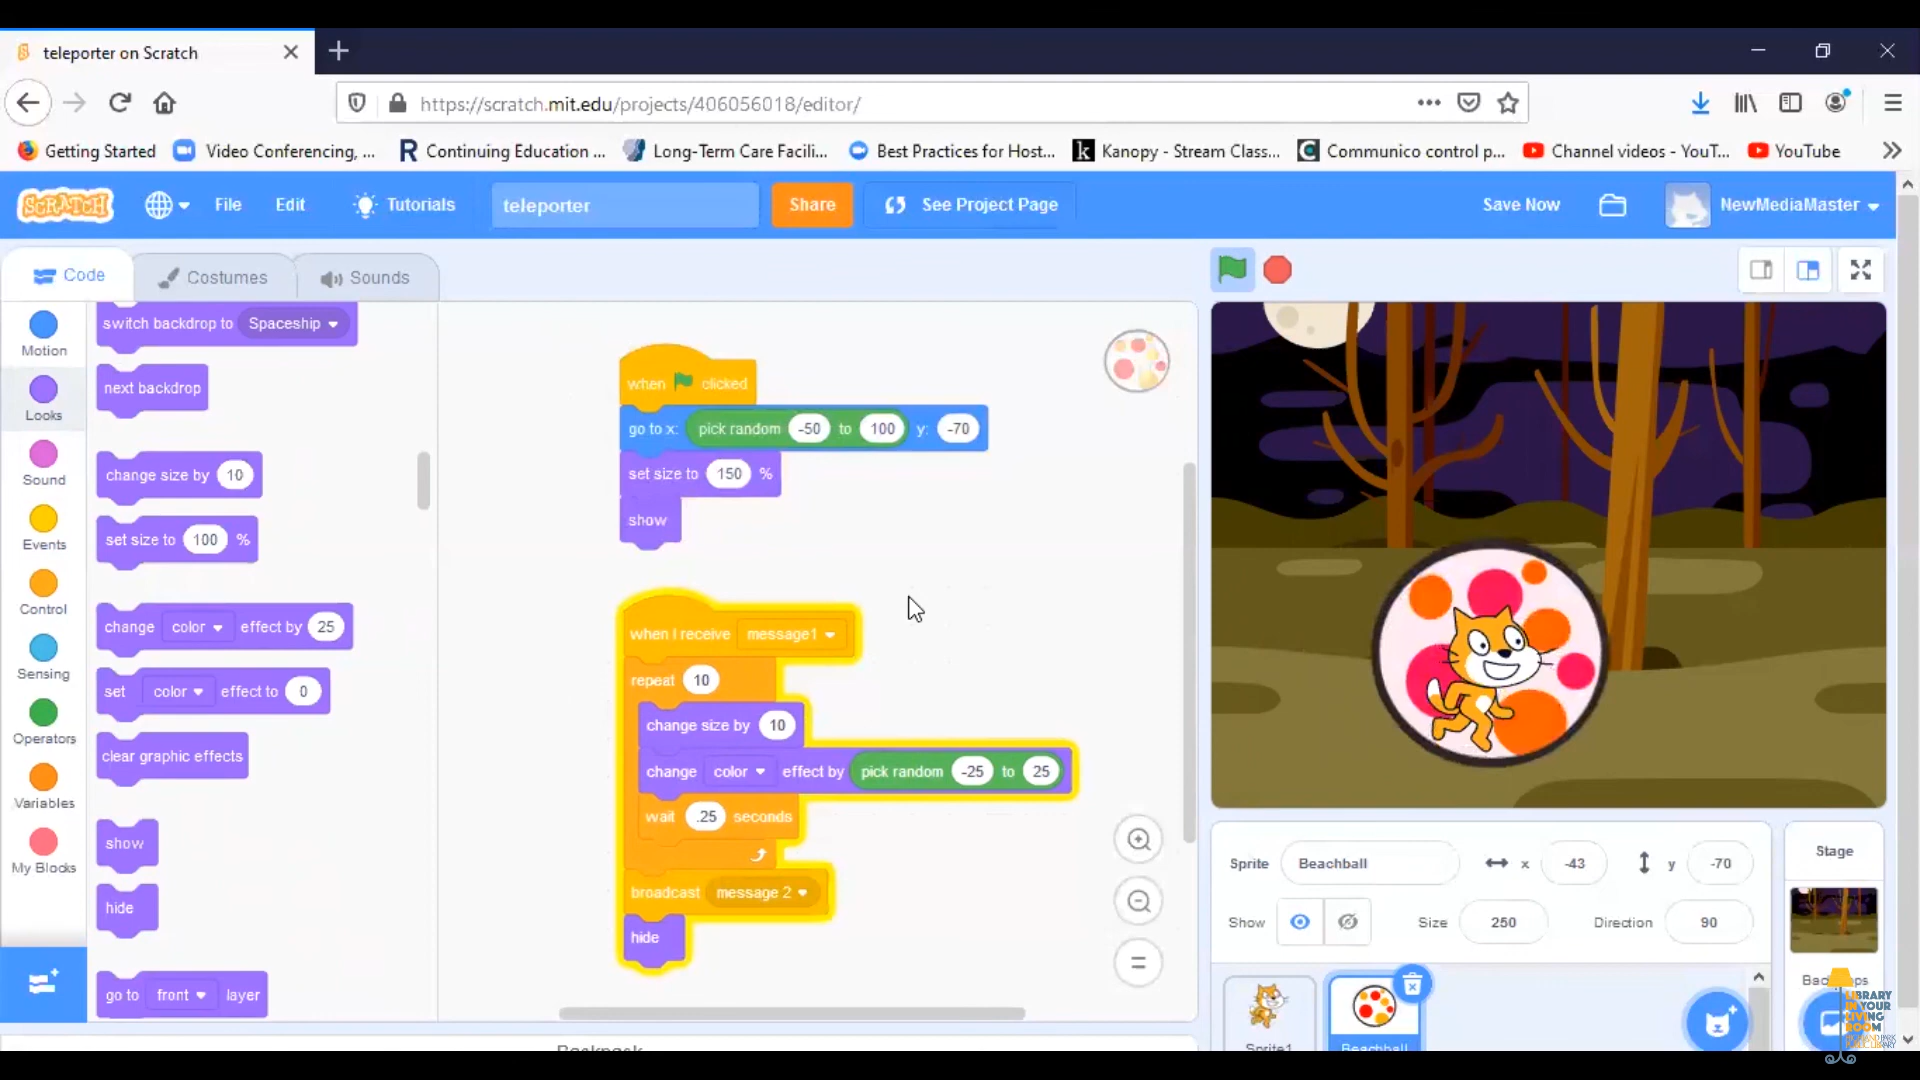 teleporter on Scratch
https://scratch.mit.edu/projects/406056018/editor/
Getting Started
Video Conferencing, ...
R
Continuing Education ...
Long-Term Care Facili...
Best Practices for Host...
k
Kanopy - Stream Class...
C
Communico control p...
Channel videos - YouT...
YouTube
SCRATCH
File
Edit
Tutorials
teleporter
Share
See Project Page
Save Now
NewMediaMaster
Code
Costumes
Sounds
Motion
Looks
Sound
Events
Control
Sensing
Operators
Variables
My Blocks
switch backdrop to Spaceship
next backdrop
change size by 10
set size to 100 %
change color effect by 25
set color effect to 0
clear graphic effects
show
hide
go to front layer
when clicked
go to x: pick random -50 to 100 y: -70
set size to 150 %
show
when I receive message1
repeat 10
change size by 10
change color effect by pick random -25 to 25
wait .25 seconds
broadcast message 2
hide
Sprite Beachball x -43 y -70
Show Size 250 Direction 90
Stage
Sprite1
Beachball
Backpack
LIBRARY
IN YOUR
LIVING
ROOM